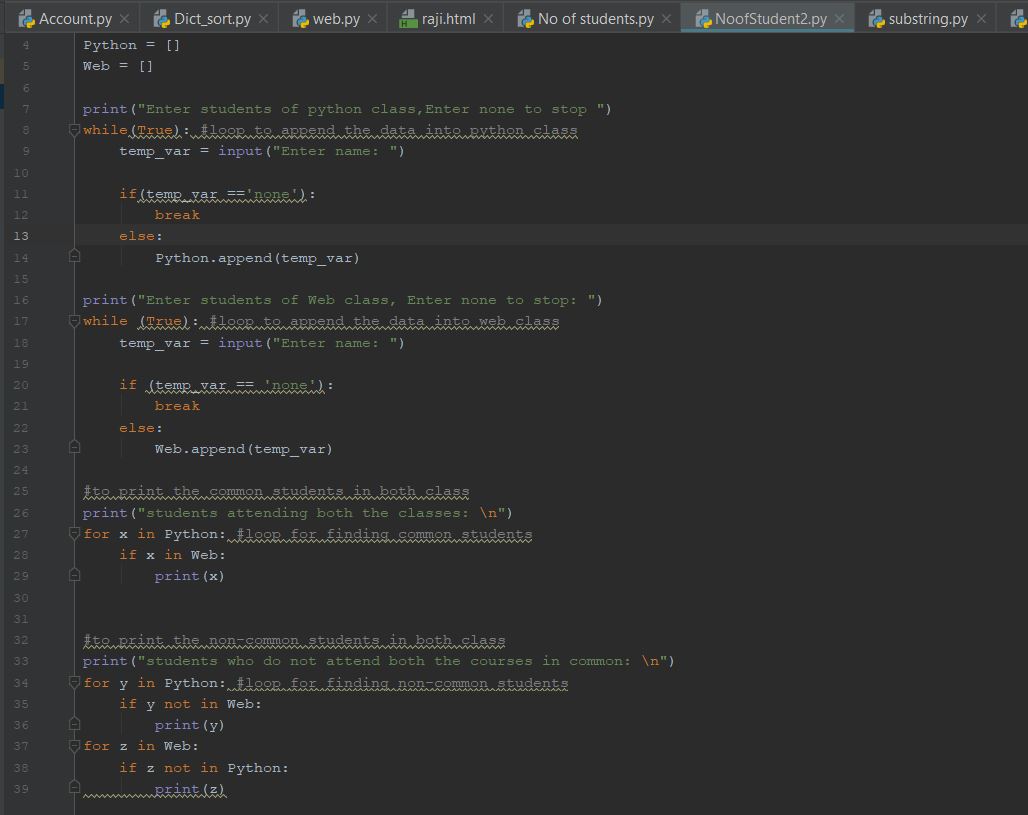 Account.py Dict_sort.py web.py raji.html No of students.py NoofStudent2.py substring.py
4 Python = []
5 Web = []
6
7 print("Enter students of python class,Enter none to stop ")
8 while(True): #loop to append the data into python class
9     temp_var = input("Enter name: ")
10
11     if(temp_var =='none'):
12         break
13     else:
14         Python.append(temp_var)
15
16 print("Enter students of Web class, Enter none to stop: ")
17 while (True): #loop to append the data into web class
18     temp_var = input("Enter name: ")
19
20     if (temp_var == 'none'):
21         break
22     else:
23         Web.append(temp_var)
24
25 #to print the common students in both class
26 print("students attending both the classes: \n")
27 for x in Python: #loop for finding common students
28     if x in Web:
29         print(x)
30
31
32 #to print the non-common students in both class
33 print("students who do not attend both the courses in common: \n")
34 for y in Python: #loop for finding non-common students
35     if y not in Web:
36         print(y)
37 for z in Web:
38     if z not in Python:
39         print(z)